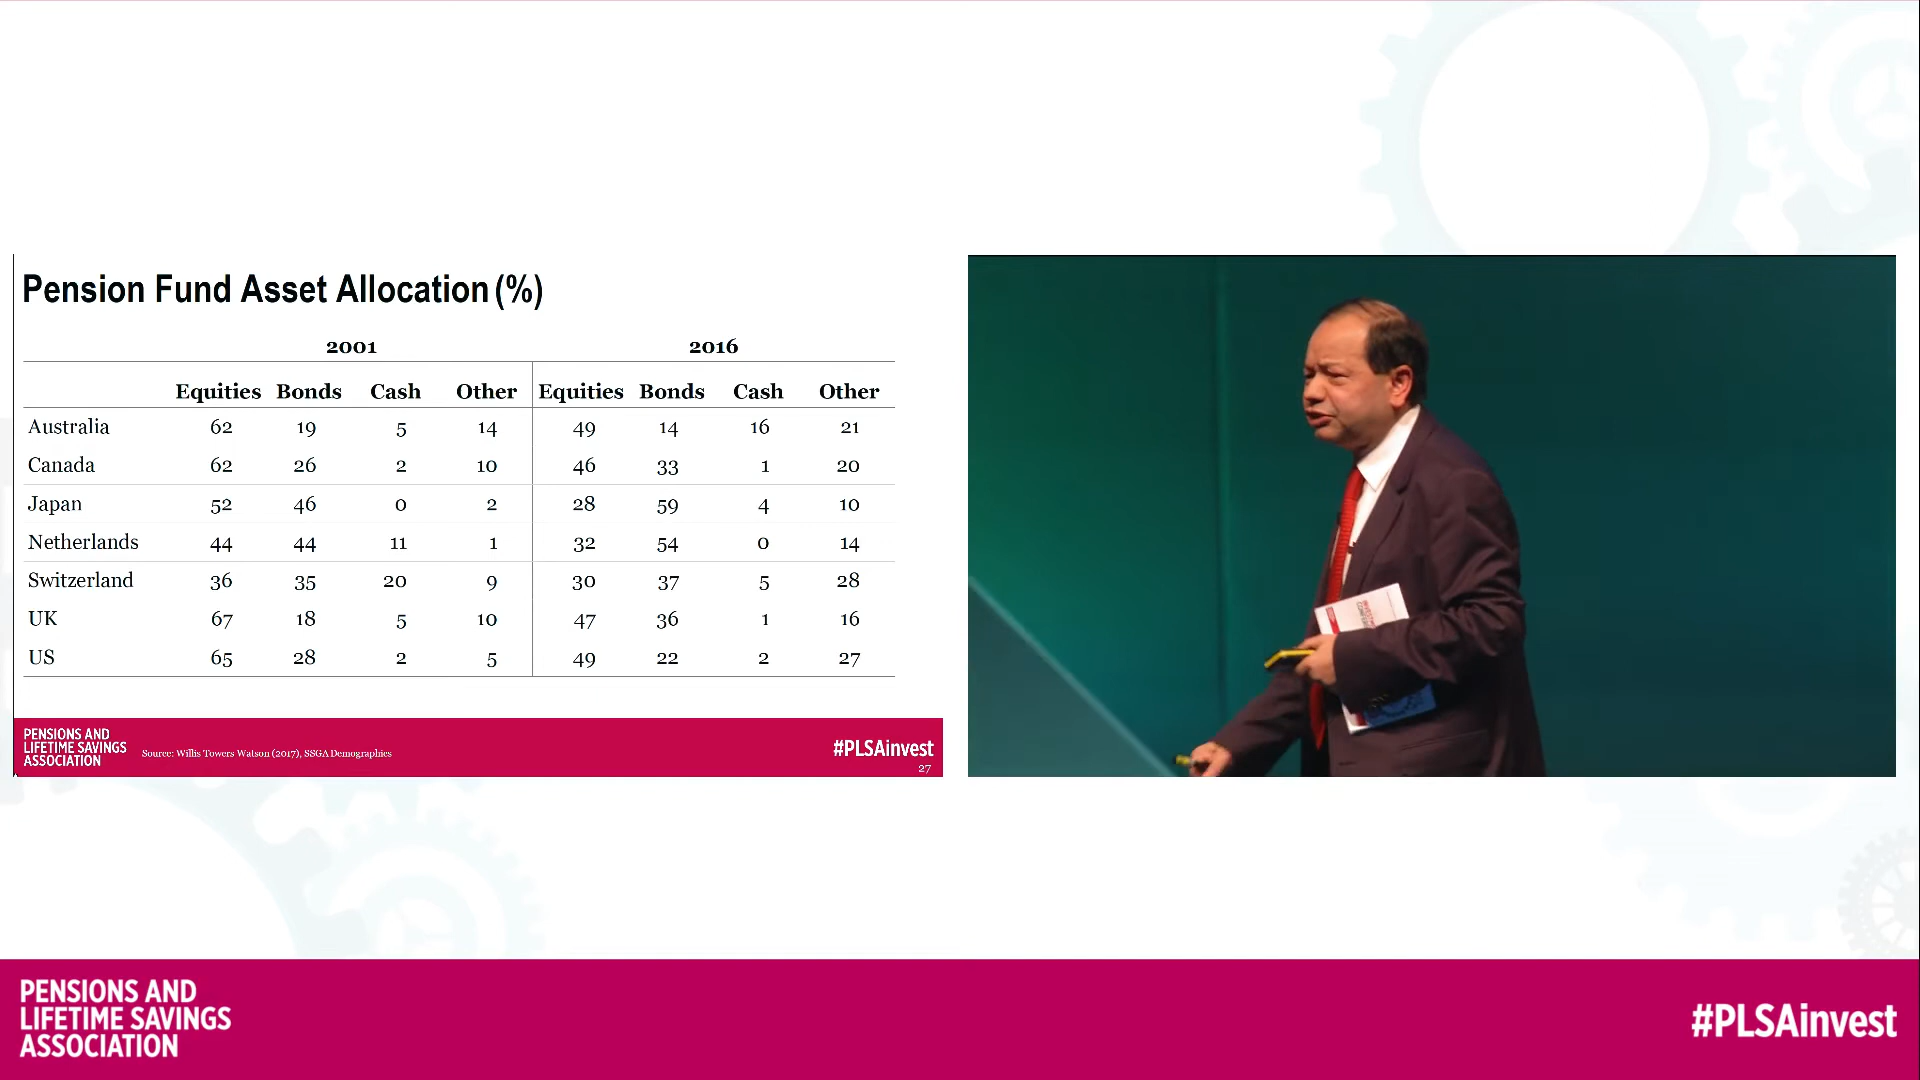 Pension Fund Asset Allocation (%)
2001 2016
Equities Bonds Cash Other Equities Bonds Cash Other
Australia 62 19 5 14 49 14 16 21
Canada 62 26 2 10 46 33 1 20
Japan 52 46 0 2 28 59 4 10
Netherlands 44 44 11 1 32 54 0 14
Switzerland 36 35 20 9 30 37 5 28
UK 67 18 5 10 47 36 1 16
US 65 28 2 5 49 22 2 27
PENSIONS AND
LIFETIME SAVINGS
ASSOCIATION
Source: Willis Towers Watson (2017), SSGA Demographics
#PLSAinvest
27
PENSIONS AND
LIFETIME SAVINGS
ASSOCIATION
#PLSAinvest